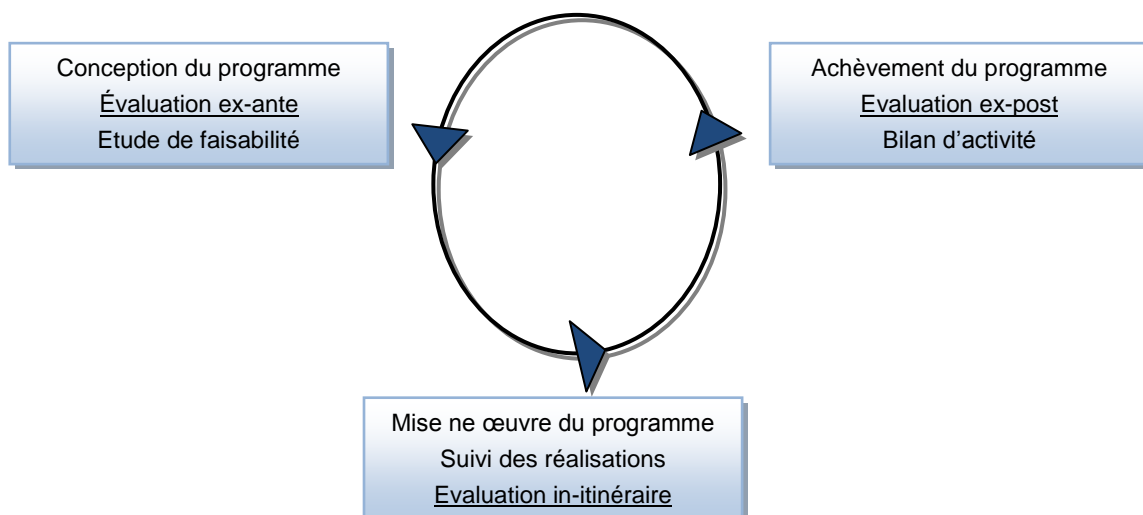 Conception du programme
Évaluation ex-ante
Etude de faisabilité
Achèvement du programme
Evaluation ex-post
Bilan d’activité
Mise ne œuvre du programme
Suivi des réalisations
Evaluation in-itinéraire